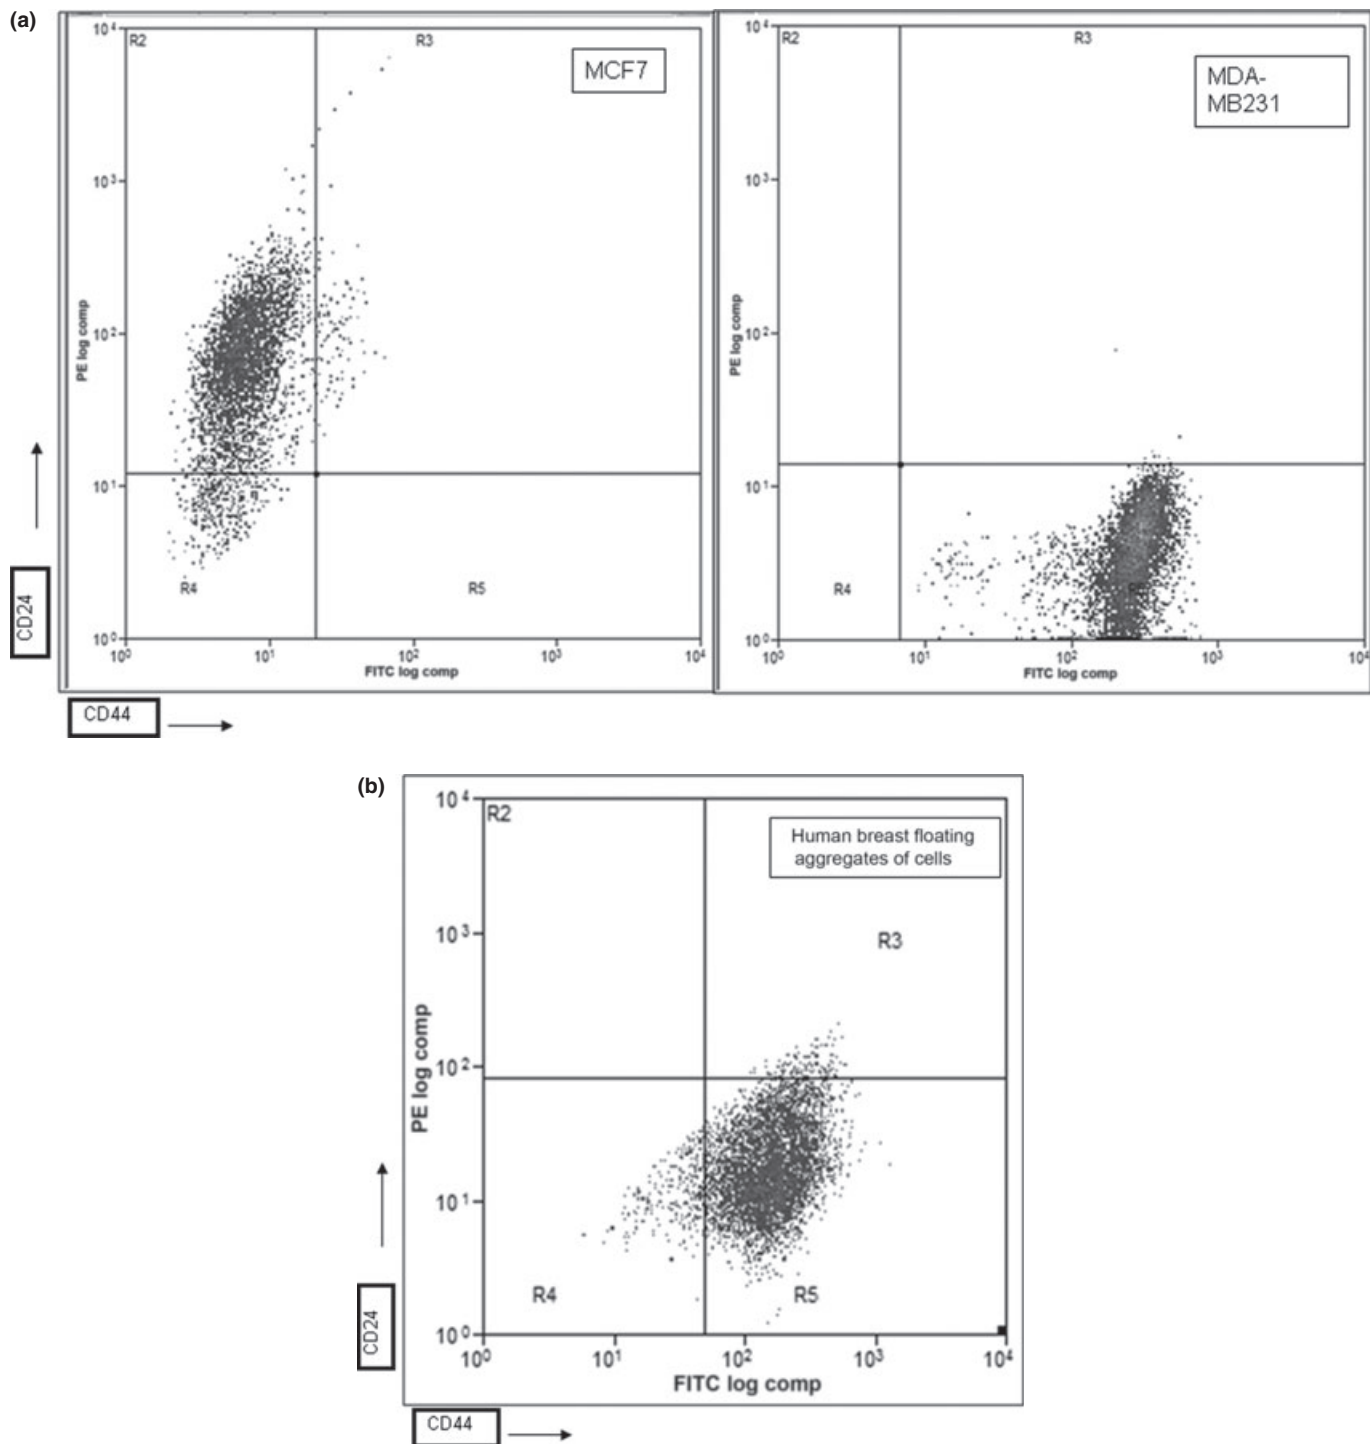 (a)
R2
R3
MCF7
10⁴
10³
10²
10¹
10⁰
PE log comp
R4
R5
10⁰
10¹
10²
10³
10⁴
FITC log comp
CD24
CD44
R2
R3
MDA-
MB231
10⁴
10³
10²
10¹
10⁰
PE log comp
R4
10⁰
10¹
10²
10³
10⁴
FITC log comp
(b)
R2
Human breast floating
aggregates of cells
R3
10⁴
10³
10²
10¹
10⁰
PE log comp
R4
R5
10⁰
10¹
10²
10³
10⁴
FITC log comp
CD24
CD44